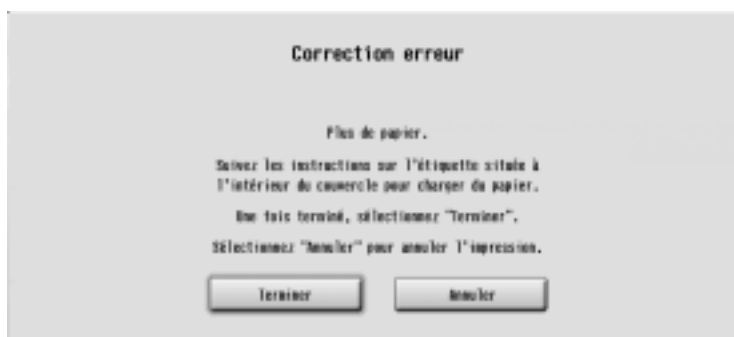 Correction erreur
Plus de papier.
Suivez les instructions sur l'étiquette située à
l'intérieur du couvercle pour charger du papier.
Une fois terminé, sélectionnez "Terminer".
Sélectionnez "Annuler" pour annuler l'impression.
Terminer
Annuler